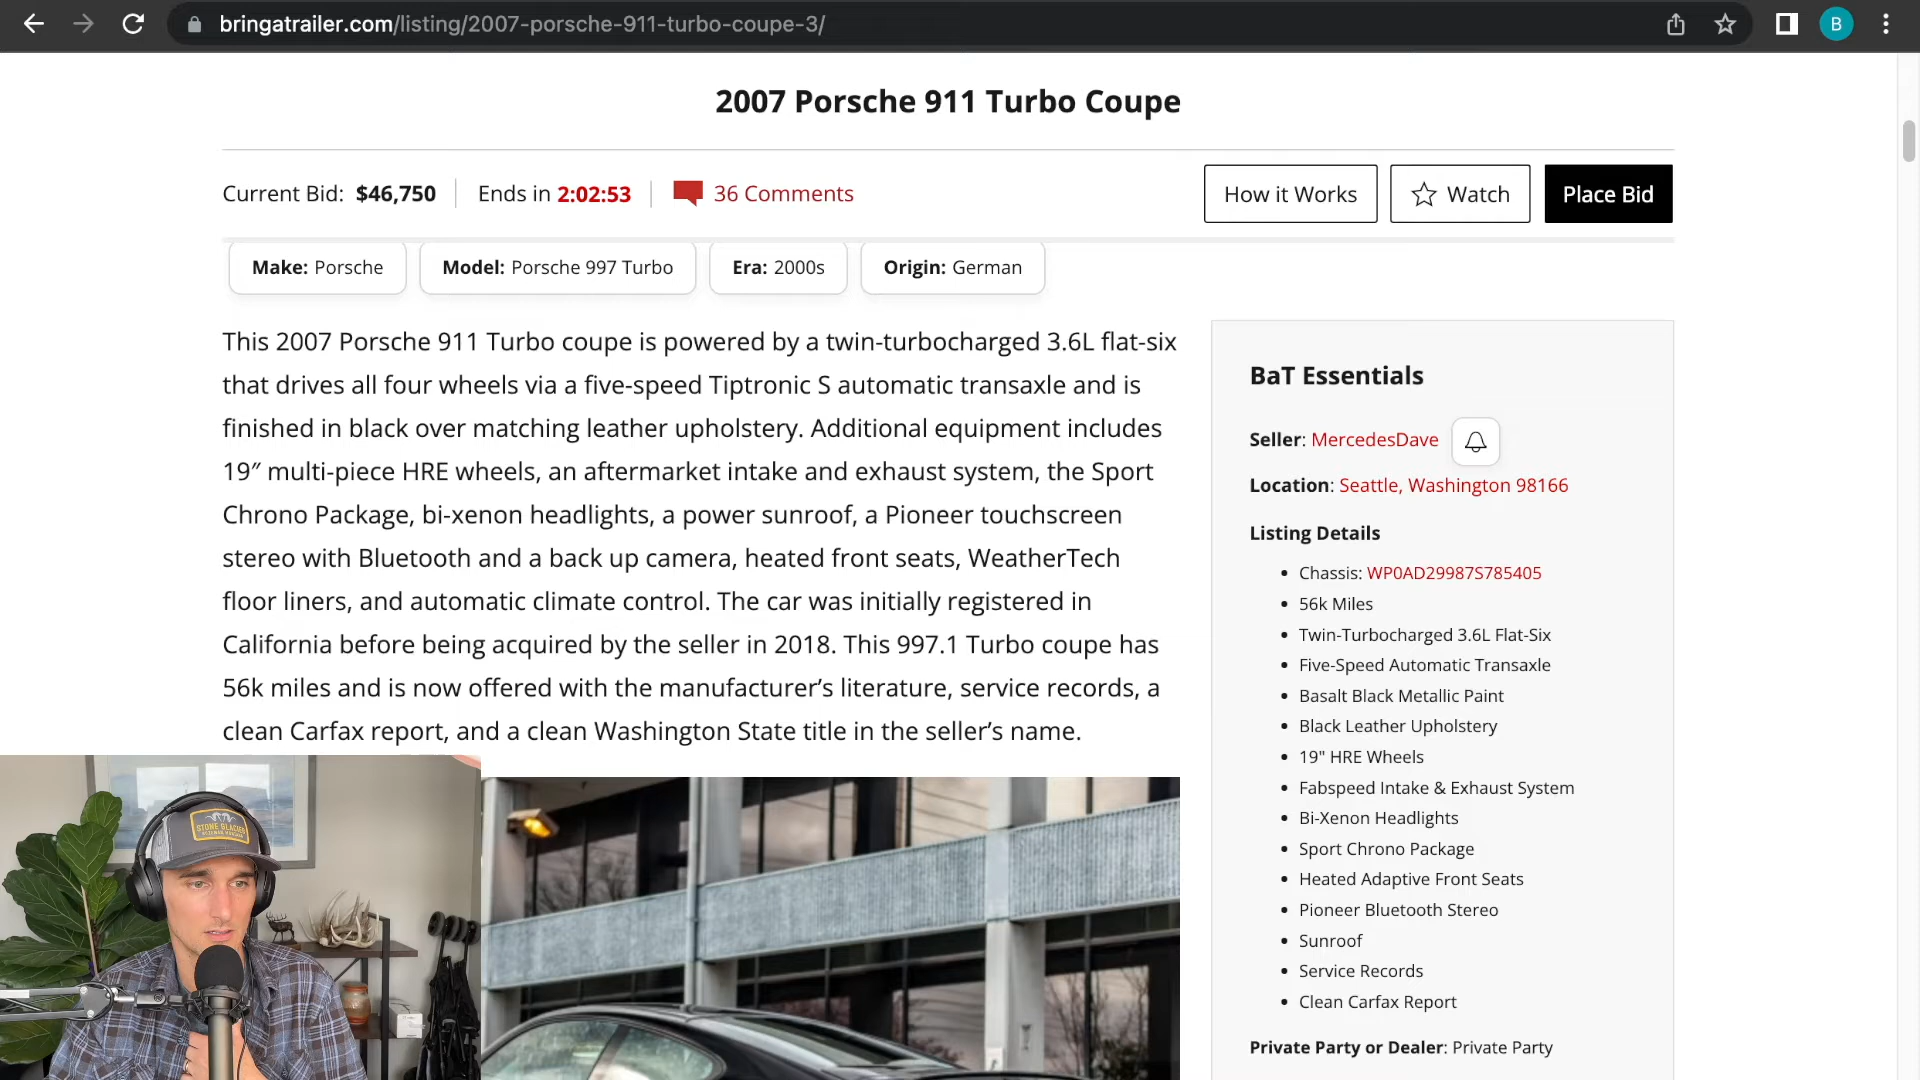 bringatrailer.com/listing/2007-porsche-911-turbo-coupe-3/
B
2007 Porsche 911 Turbo Coupe
Current Bid: $46,750 Ends in 2:02:53 36 Comments How it Works Watch Place Bid
Make: Porsche Model: Porsche 997 Turbo Era: 2000s Origin: German
This 2007 Porsche 911 Turbo coupe is powered by a twin-turbocharged 3.6L flat-six
that drives all four wheels via a five-speed Tiptronic S automatic transaxle and is
finished in black over matching leather upholstery. Additional equipment includes
19″ multi-piece HRE wheels, an aftermarket intake and exhaust system, the Sport
Chrono Package, bi-xenon headlights, a power sunroof, a Pioneer touchscreen
stereo with Bluetooth and a back up camera, heated front seats, WeatherTech
floor liners, and automatic climate control. The car was initially registered in
California before being acquired by the seller in 2018. This 997.1 Turbo coupe has
56k miles and is now offered with the manufacturer’s literature, service records, a
clean Carfax report, and a clean Washington State title in the seller’s name.
BaT Essentials
Seller: MercedesDave
Location: Seattle, Washington 98166
Listing Details
• Chassis: WP0AD29987S785405
• 56k Miles
• Twin-Turbocharged 3.6L Flat-Six
• Five-Speed Automatic Transaxle
• Basalt Black Metallic Paint
• Black Leather Upholstery
• 19" HRE Wheels
• Fabspeed Intake & Exhaust System
• Bi-Xenon Headlights
• Sport Chrono Package
• Heated Adaptive Front Seats
• Pioneer Bluetooth Stereo
• Sunroof
• Service Records
• Clean Carfax Report
Private Party or Dealer: Private Party
STONE GLACIER